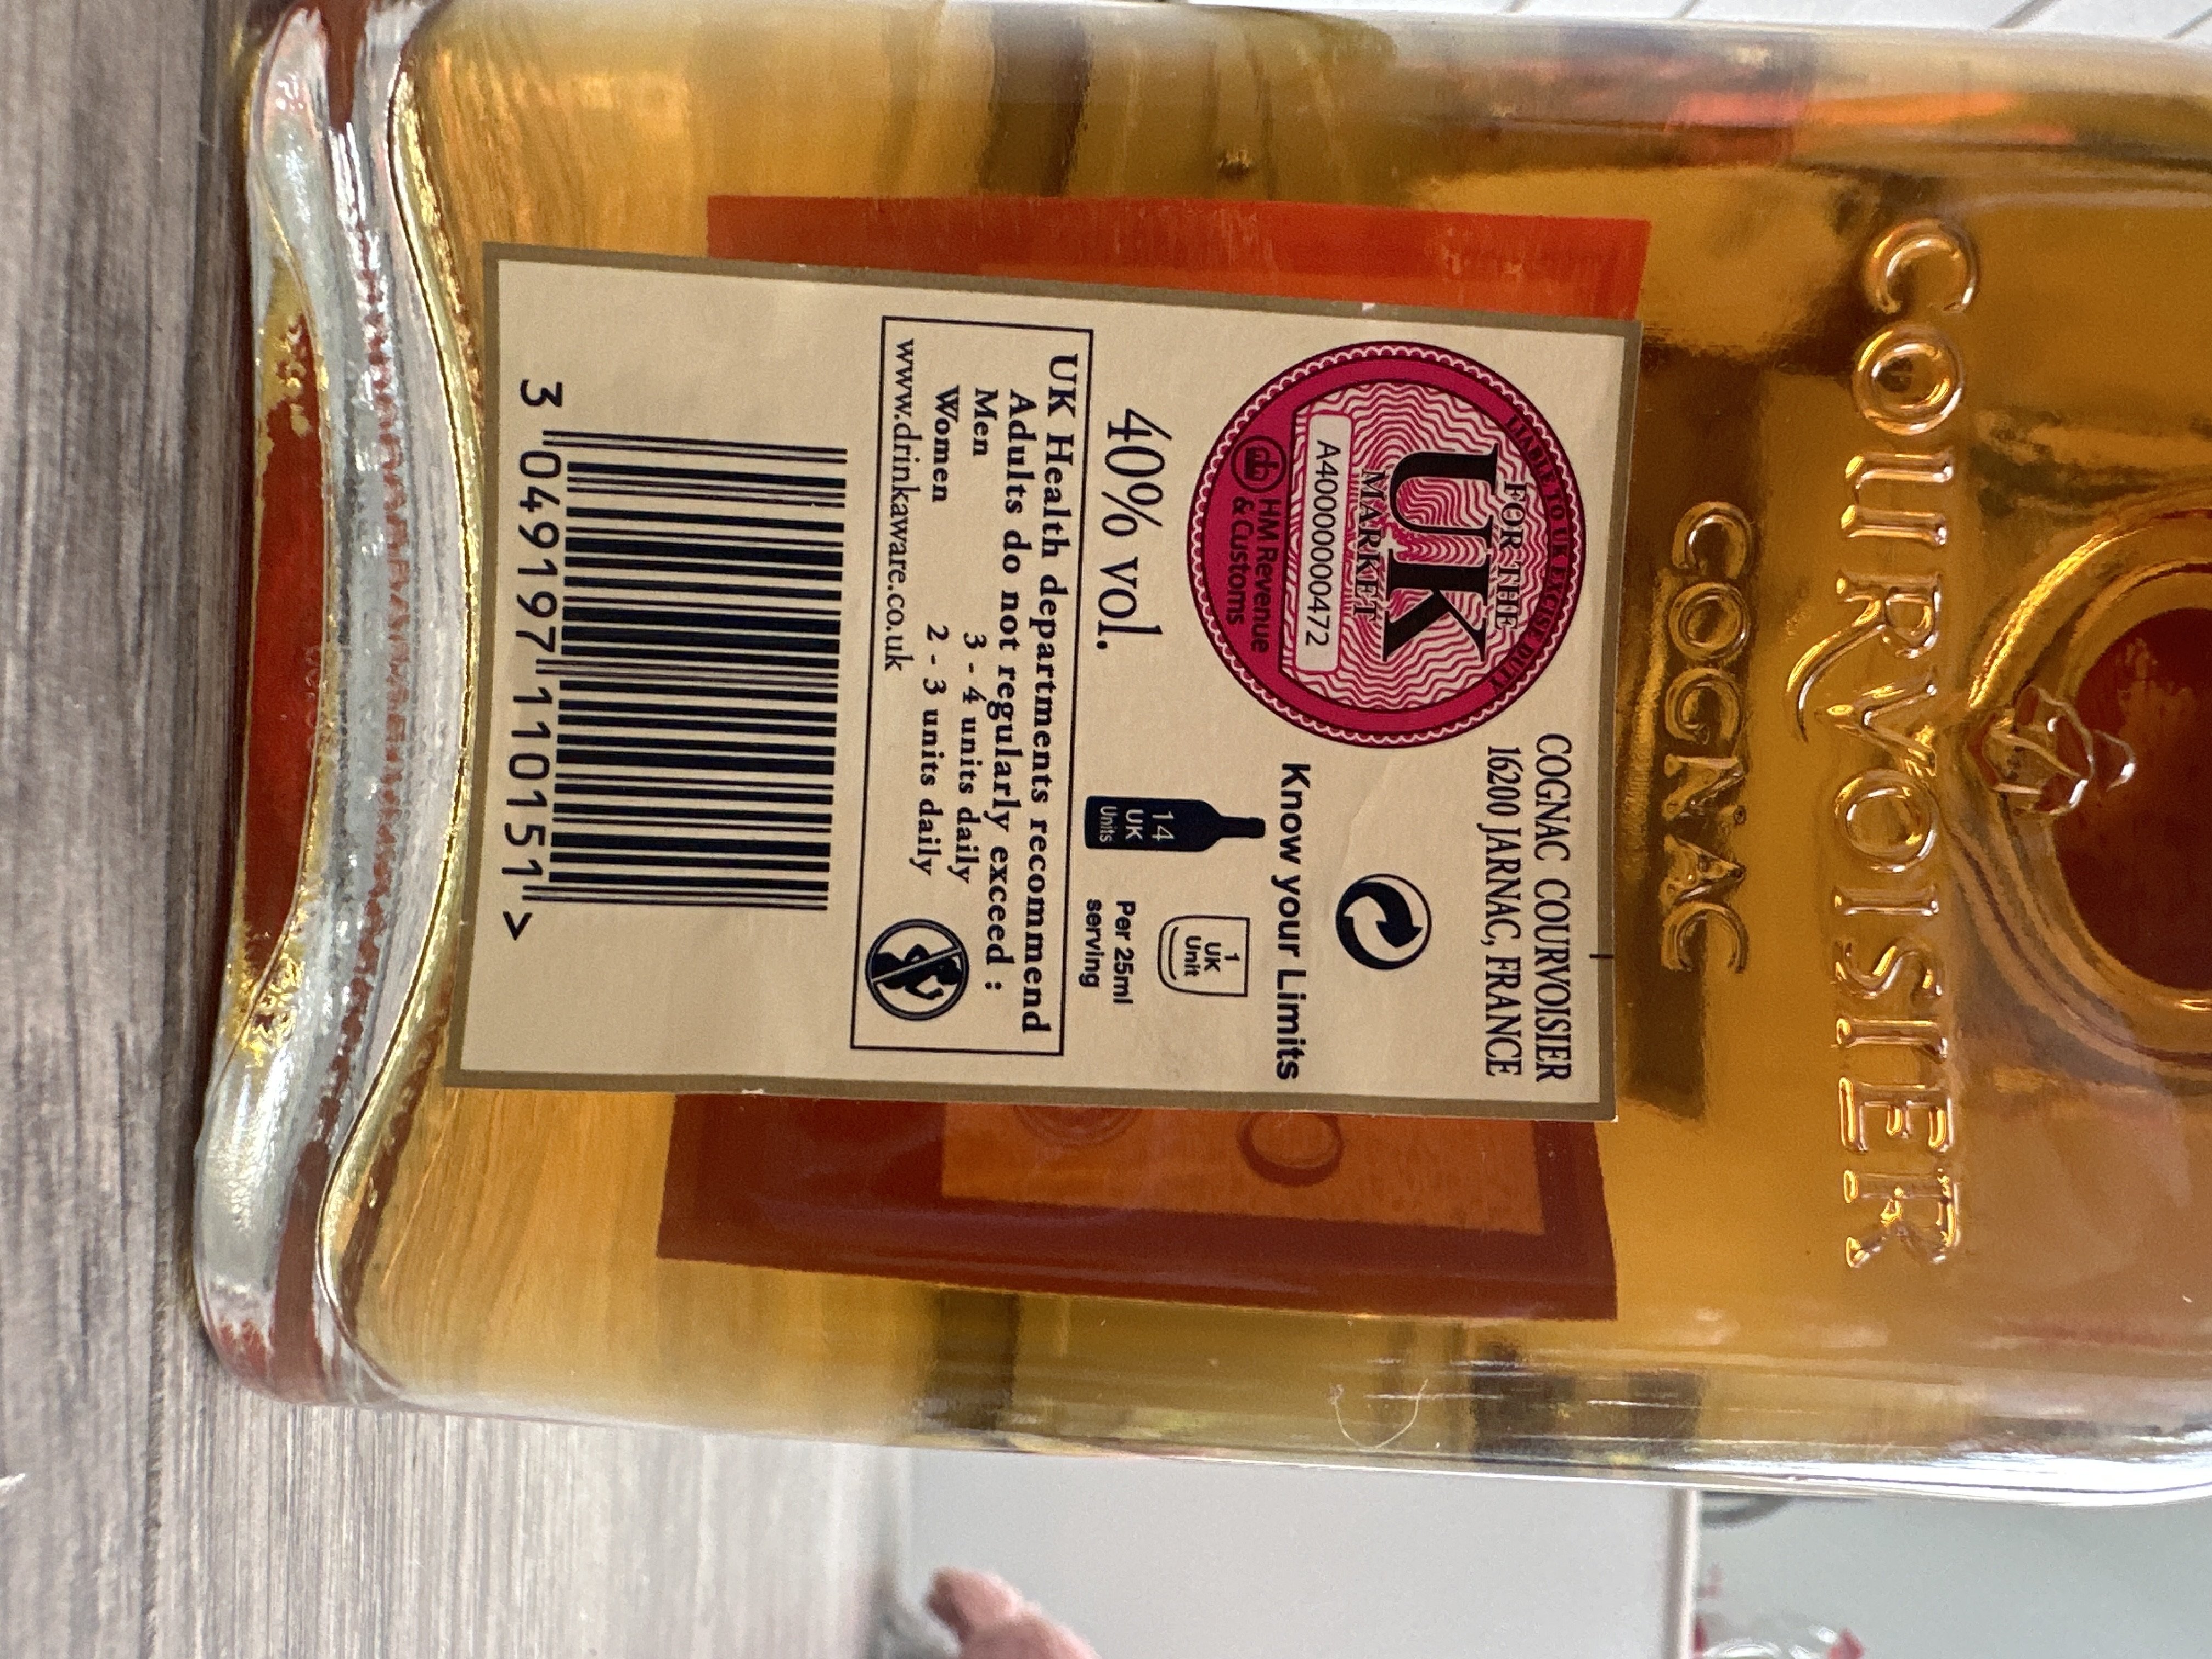 COURVOISIER
COGNAC
COGNAC COURVOISIER
16200 JARNAC, FRANCE
LIABLE TO UK EXCISE DUTY
FOR THE
UK
MARKET
A40000000472
HM Revenue
& Customs
Know your Limits
40% vol.
14
UK
Units
1
UK
Unit
Per 25ml
serving
UK Health departments recommend
Adults do not regularly exceed :
Men 3 - 4 units daily
Women 2 - 3 units daily
www.drinkaware.co.uk
3 049197 110151 >